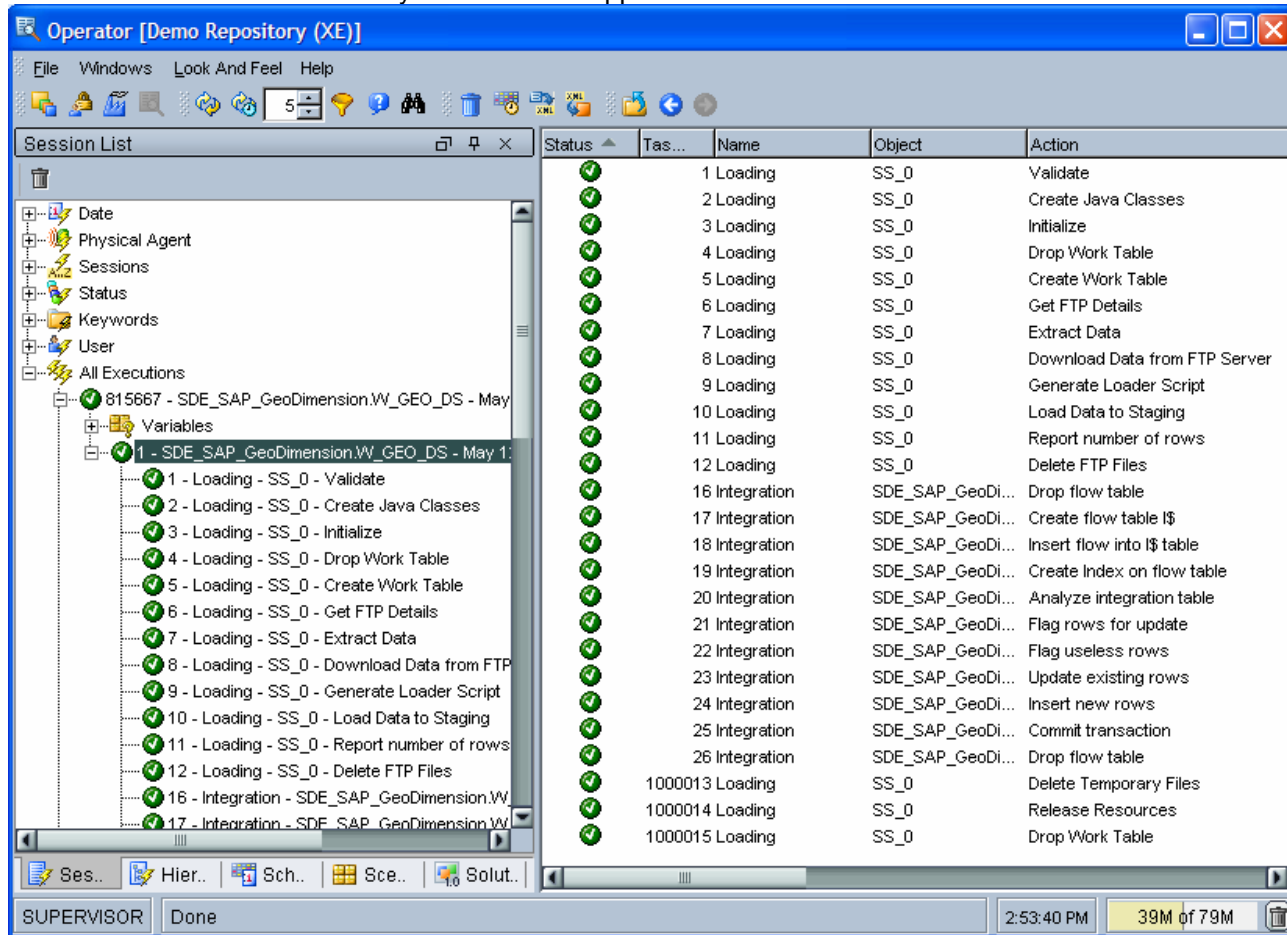 Operator [Demo Repository (XE)]
File Windows Look And Feel Help
5
Session List
Date
Physical Agent
Sessions
Status
Keywords
User
All Executions
815667 - SDE_SAP_GeoDimension.W_GEO_DS - May
Variables
1 - SDE_SAP_GeoDimension.W_GEO_DS - May 1
1 - Loading - SS_0 - Validate
2 - Loading - SS_0 - Create Java Classes
3 - Loading - SS_0 - Initialize
4 - Loading - SS_0 - Drop Work Table
5 - Loading - SS_0 - Create Work Table
6 - Loading - SS_0 - Get FTP Details
7 - Loading - SS_0 - Extract Data
8 - Loading - SS_0 - Download Data from FTP
9 - Loading - SS_0 - Generate Loader Script
10 - Loading - SS_0 - Load Data to Staging
11 - Loading - SS_0 - Report number of rows
12 - Loading - SS_0 - Delete FTP Files
16 - Integration - SDE_SAP_GeoDimension.W_
17 - Integration - SDE_SAP_GeoDimension.W
Ses.. Hier.. Sch.. Sce.. Solut..
Status Tas... Name Object Action
1 Loading SS_0 Validate
2 Loading SS_0 Create Java Classes
3 Loading SS_0 Initialize
4 Loading SS_0 Drop Work Table
5 Loading SS_0 Create Work Table
6 Loading SS_0 Get FTP Details
7 Loading SS_0 Extract Data
8 Loading SS_0 Download Data from FTP Server
9 Loading SS_0 Generate Loader Script
10 Loading SS_0 Load Data to Staging
11 Loading SS_0 Report number of rows
12 Loading SS_0 Delete FTP Files
16 Integration SDE_SAP_GeoDi... Drop flow table
17 Integration SDE_SAP_GeoDi... Create flow table I$
18 Integration SDE_SAP_GeoDi... Insert flow into I$ table
19 Integration SDE_SAP_GeoDi... Create Index on flow table
20 Integration SDE_SAP_GeoDi... Analyze integration table
21 Integration SDE_SAP_GeoDi... Flag rows for update
22 Integration SDE_SAP_GeoDi... Flag useless rows
23 Integration SDE_SAP_GeoDi... Update existing rows
24 Integration SDE_SAP_GeoDi... Insert new rows
25 Integration SDE_SAP_GeoDi... Commit transaction
26 Integration SDE_SAP_GeoDi... Drop flow table
1000013 Loading SS_0 Delete Temporary Files
1000014 Loading SS_0 Release Resources
1000015 Loading SS_0 Drop Work Table
SUPERVISOR Done 2:53:40 PM 39M of 79M